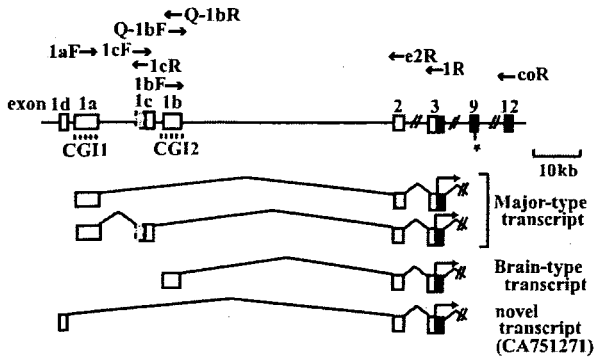 Q-1bF Q-1bR
1aF 1cF 1cR e2R 1R coR
1bF
exon 1d 1a 1c 1b 2 3 9 12
CGI1 CGI2 *
10kb
Major-type
transcript
Brain-type
transcript
novel
transcript
(CA751271)